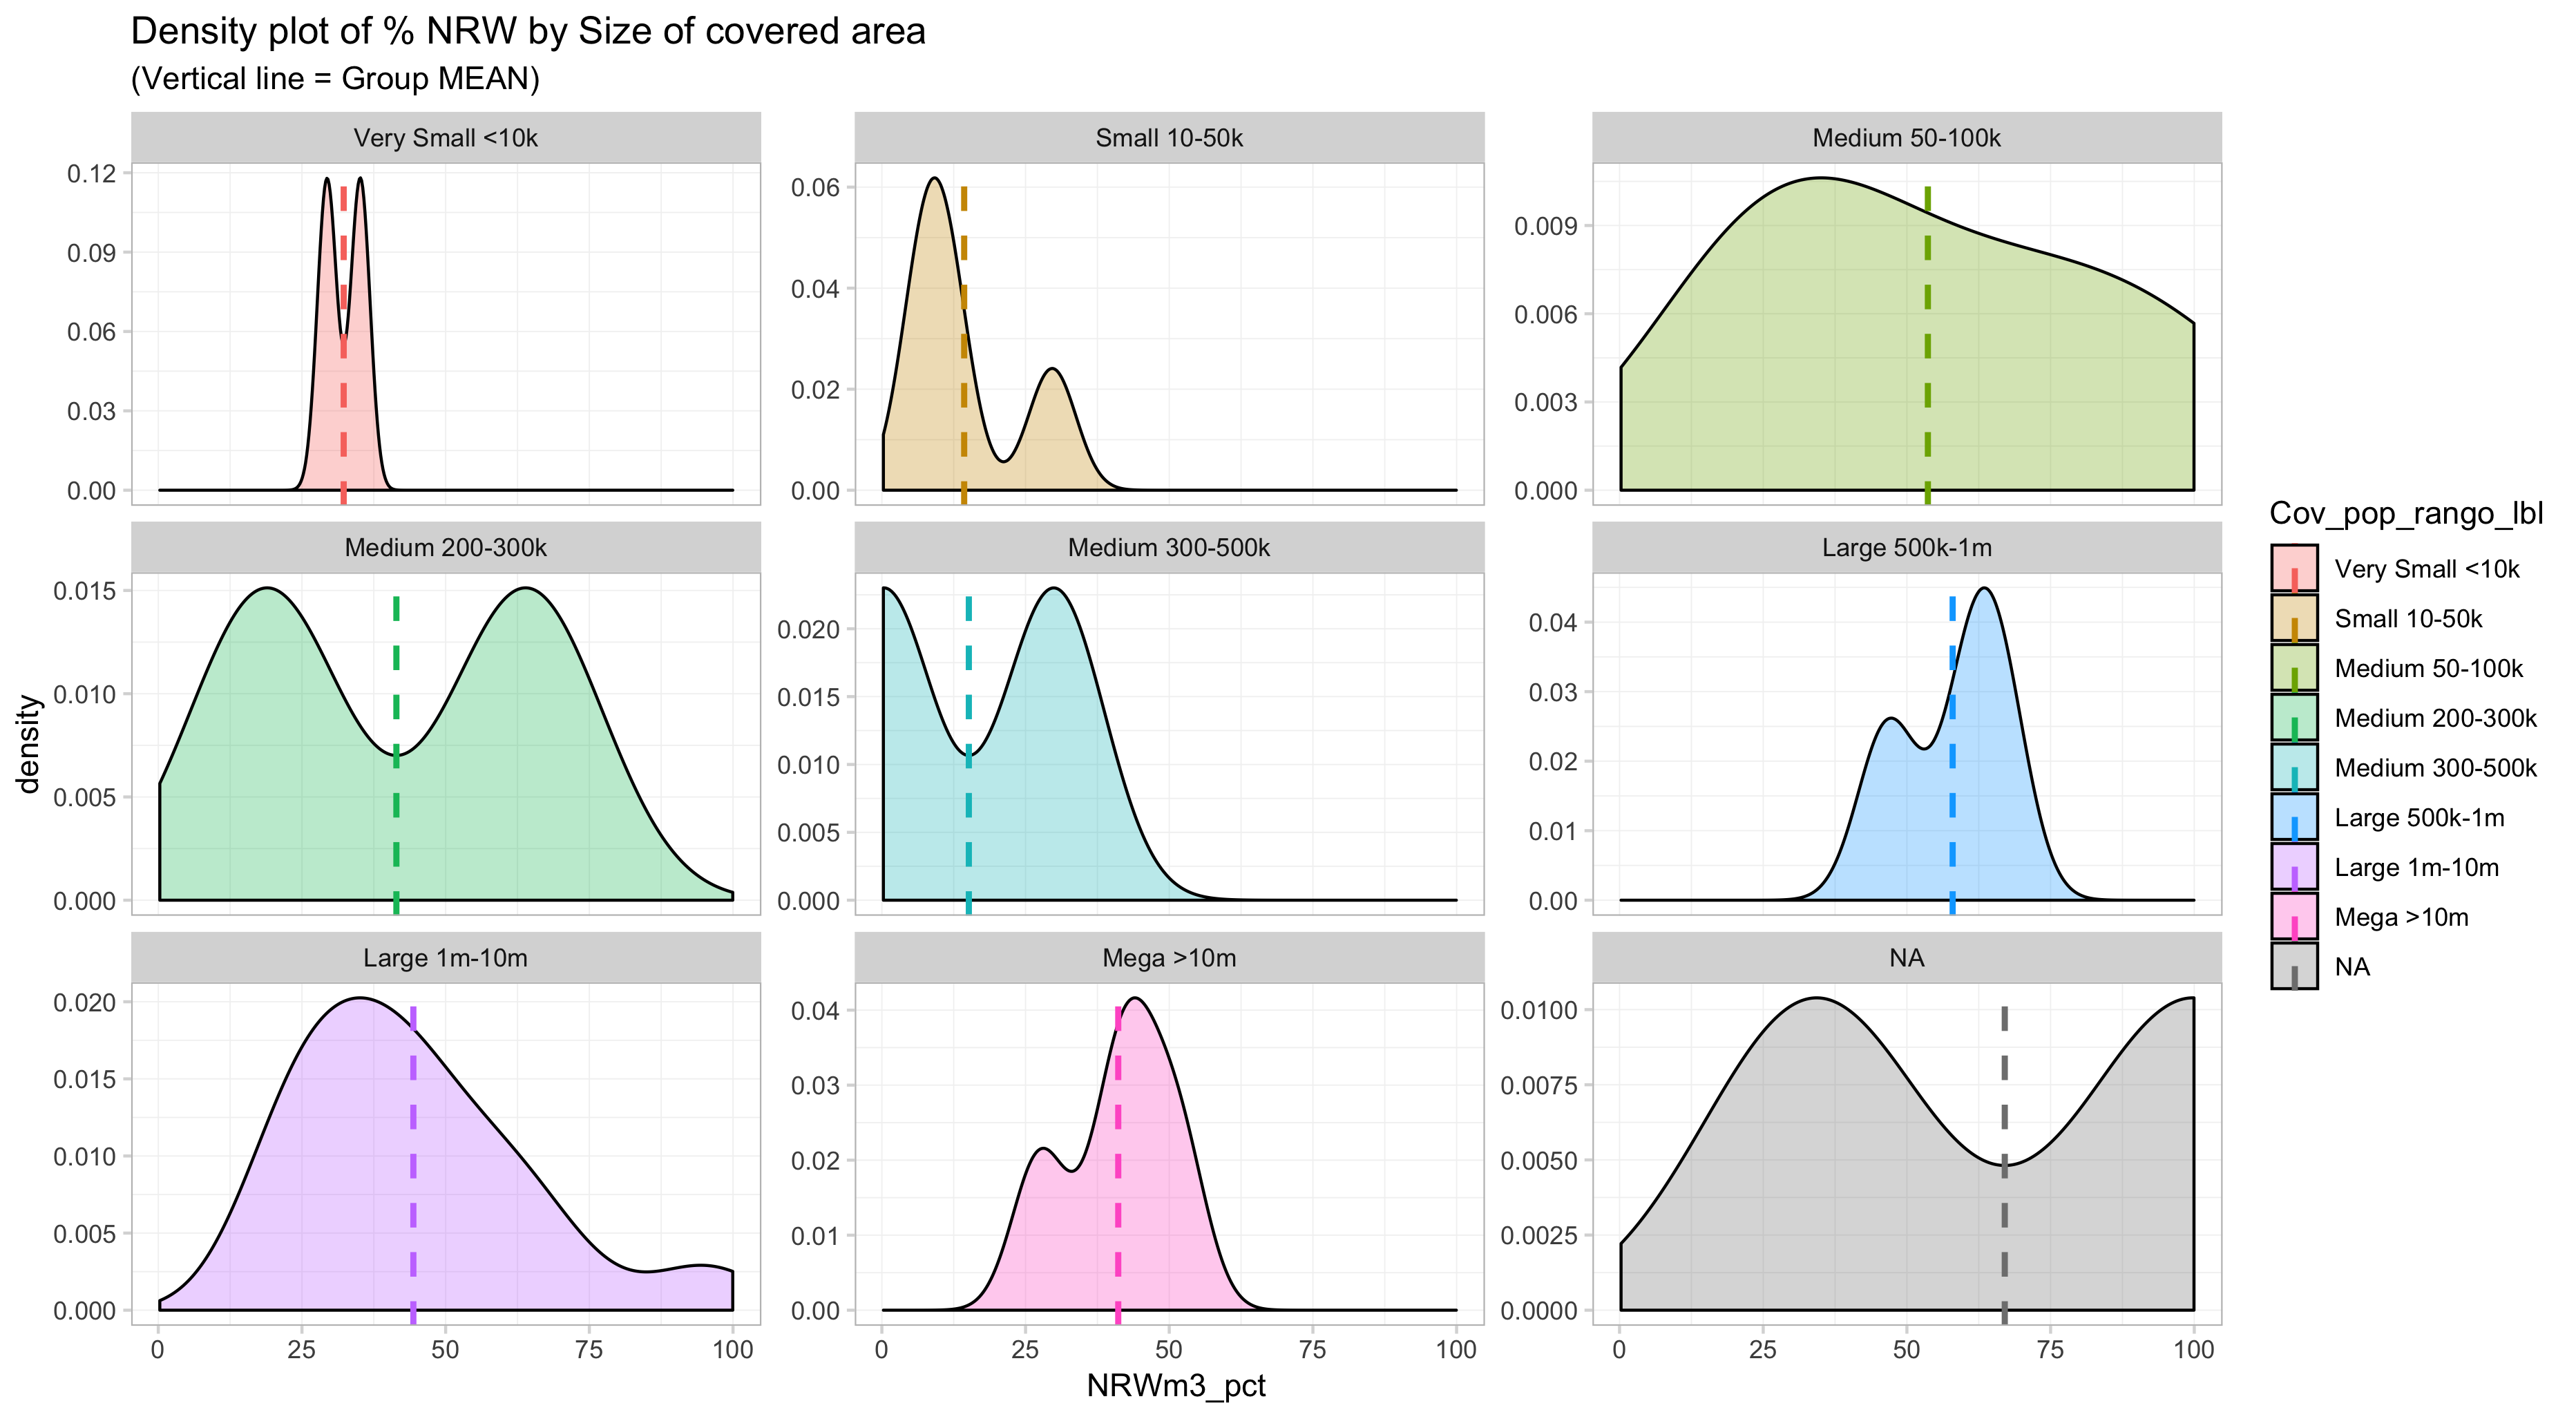 Density plot of % NRW by Size of covered area
(Vertical line = Group MEAN)
Very Small <10k
Small 10-50k
Medium 50-100k
0.12
0.09
0.06
0.03
0.00
0.06
0.04
0.02
0.00
0.009
0.006
0.003
0.000
Medium 200-300k
Medium 300-500k
Large 500k-1m
0.015
0.010
0.005
0.000
0.020
0.015
0.010
0.005
0.000
0.04
0.03
0.02
0.01
0.00
Large 1m-10m
Mega >10m
NA
0.020
0.015
0.010
0.005
0.000
0.04
0.03
0.02
0.01
0.00
0.0100
0.0075
0.0050
0.0025
0.0000
0 25 50 75 100
0 25 50 75 100
0 25 50 75 100
density
NRWm3_pct
Cov_pop_rango_lbl
Very Small <10k
Small 10-50k
Medium 50-100k
Medium 200-300k
Medium 300-500k
Large 500k-1m
Large 1m-10m
Mega >10m
NA